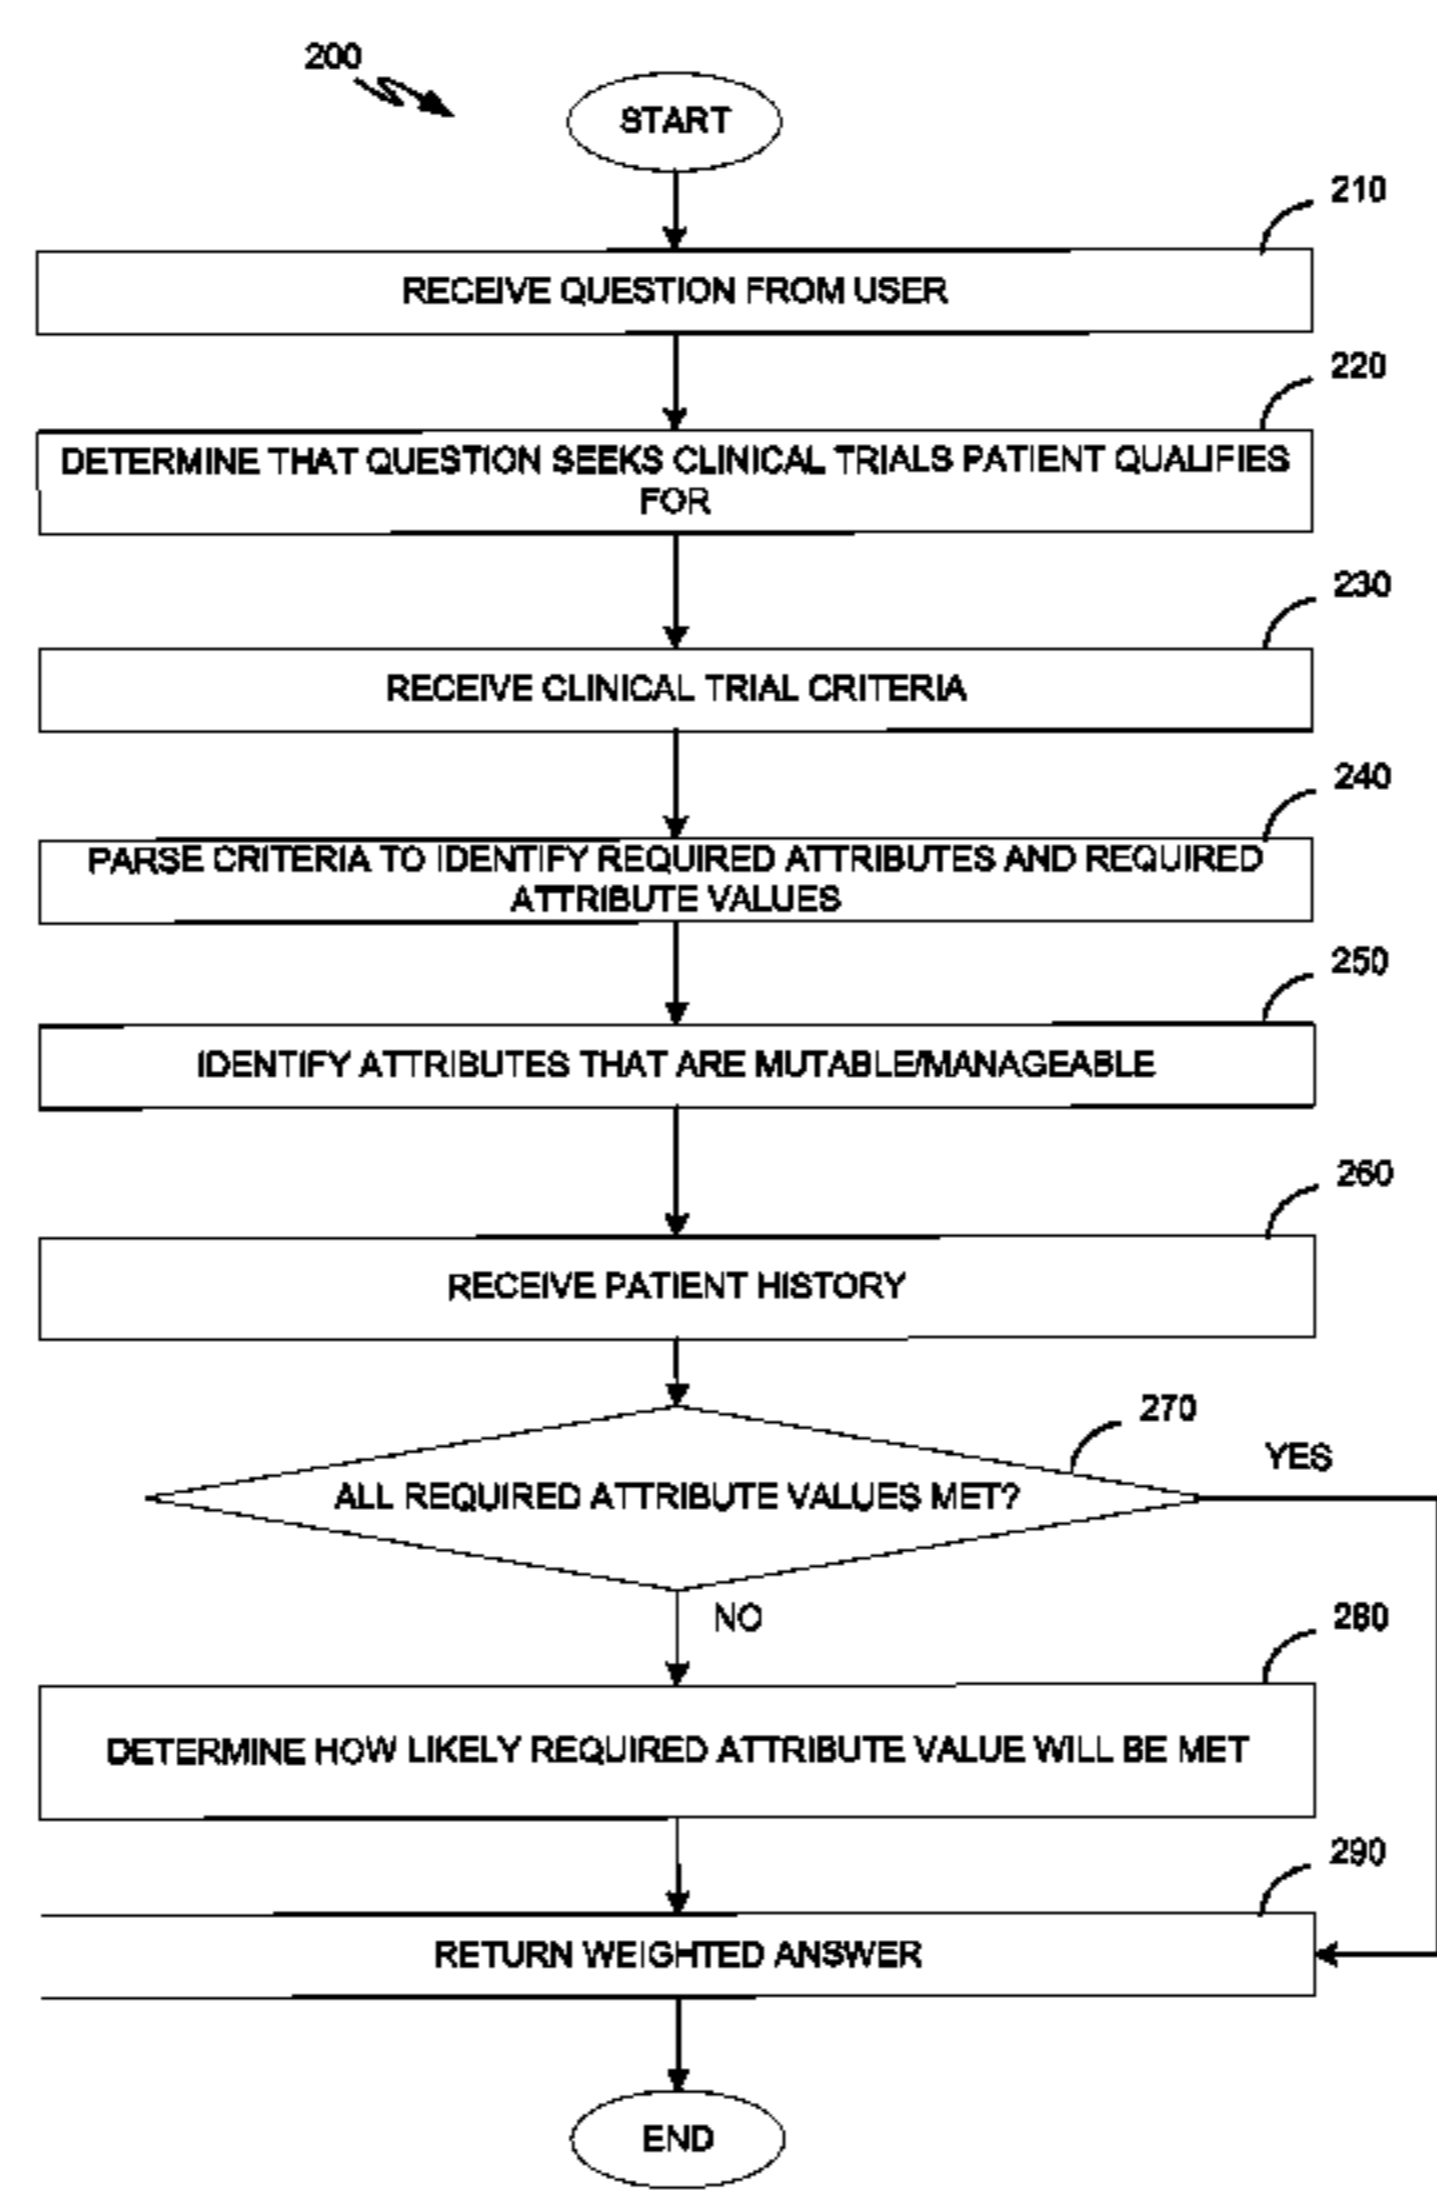 200
START
210
RECEIVE QUESTION FROM USER
220
DETERMINE THAT QUESTION SEEKS CLINICAL TRIALS PATIENT QUALIFIES
FOR
230
RECEIVE CLINICAL TRIAL CRITERIA
240
PARSE CRITERIA TO IDENTIFY REQUIRED ATTRIBUTES AND REQUIRED
ATTRIBUTE VALUES
250
IDENTIFY ATTRIBUTES THAT ARE MUTABLE/MANAGEABLE
260
RECEIVE PATIENT HISTORY
270
YES
ALL REQUIRED ATTRIBUTE VALUES MET?
NO
280
DETERMINE HOW LIKELY REQUIRED ATTRIBUTE VALUE WILL BE MET
290
RETURN WEIGHTED ANSWER
END